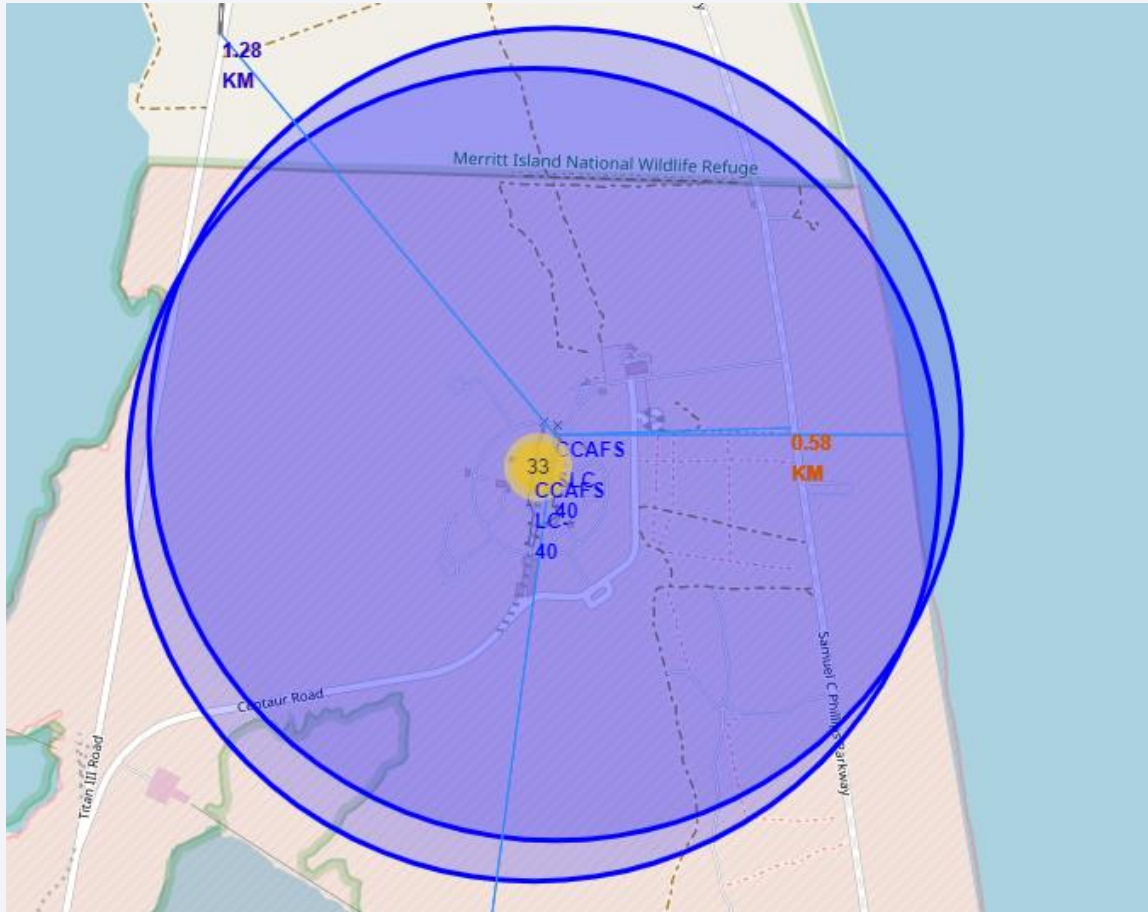 y
1.28
KM
Merritt Island National Wildlife Refuge
0.58
KM
CCAFS
SLC
40
33
CCAFS
LC-
40
Samuel C Phillips Parkway
Centaur Road
Titan III Road